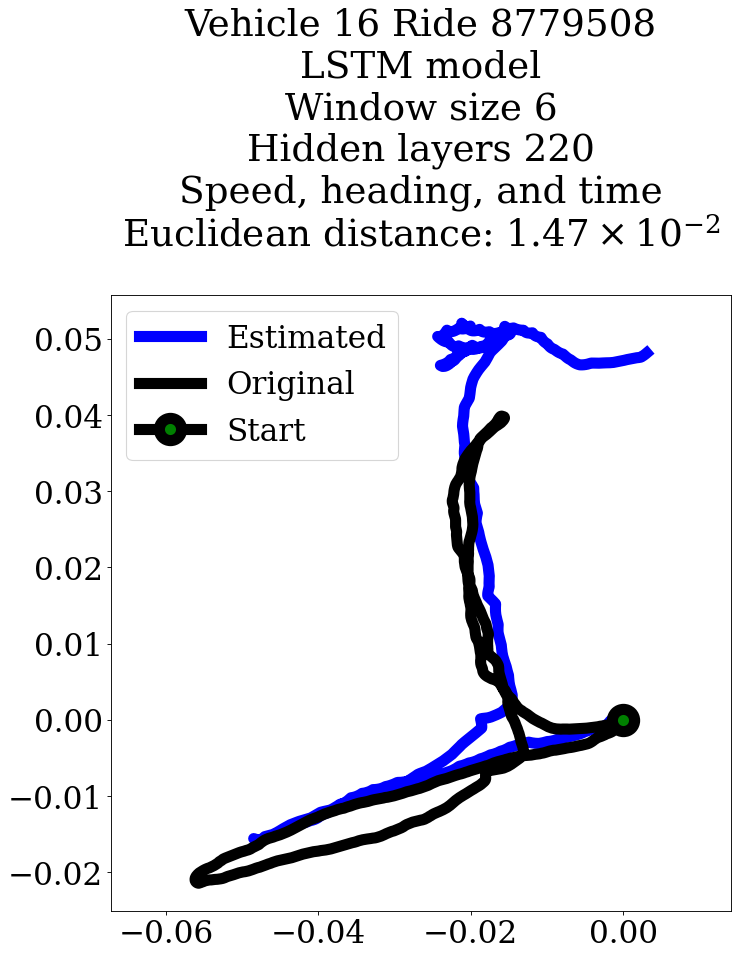 Vehicle 16 Ride 8779508
LSTM model
Window size 6
Hidden layers 220
Speed, heading, and time
Euclidean distance: 1.47 × 10⁻²
Estimated
Original
Start
0.05
0.04
0.03
0.02
0.01
0.00
−0.01
−0.02
−0.06 −0.04 −0.02 0.00